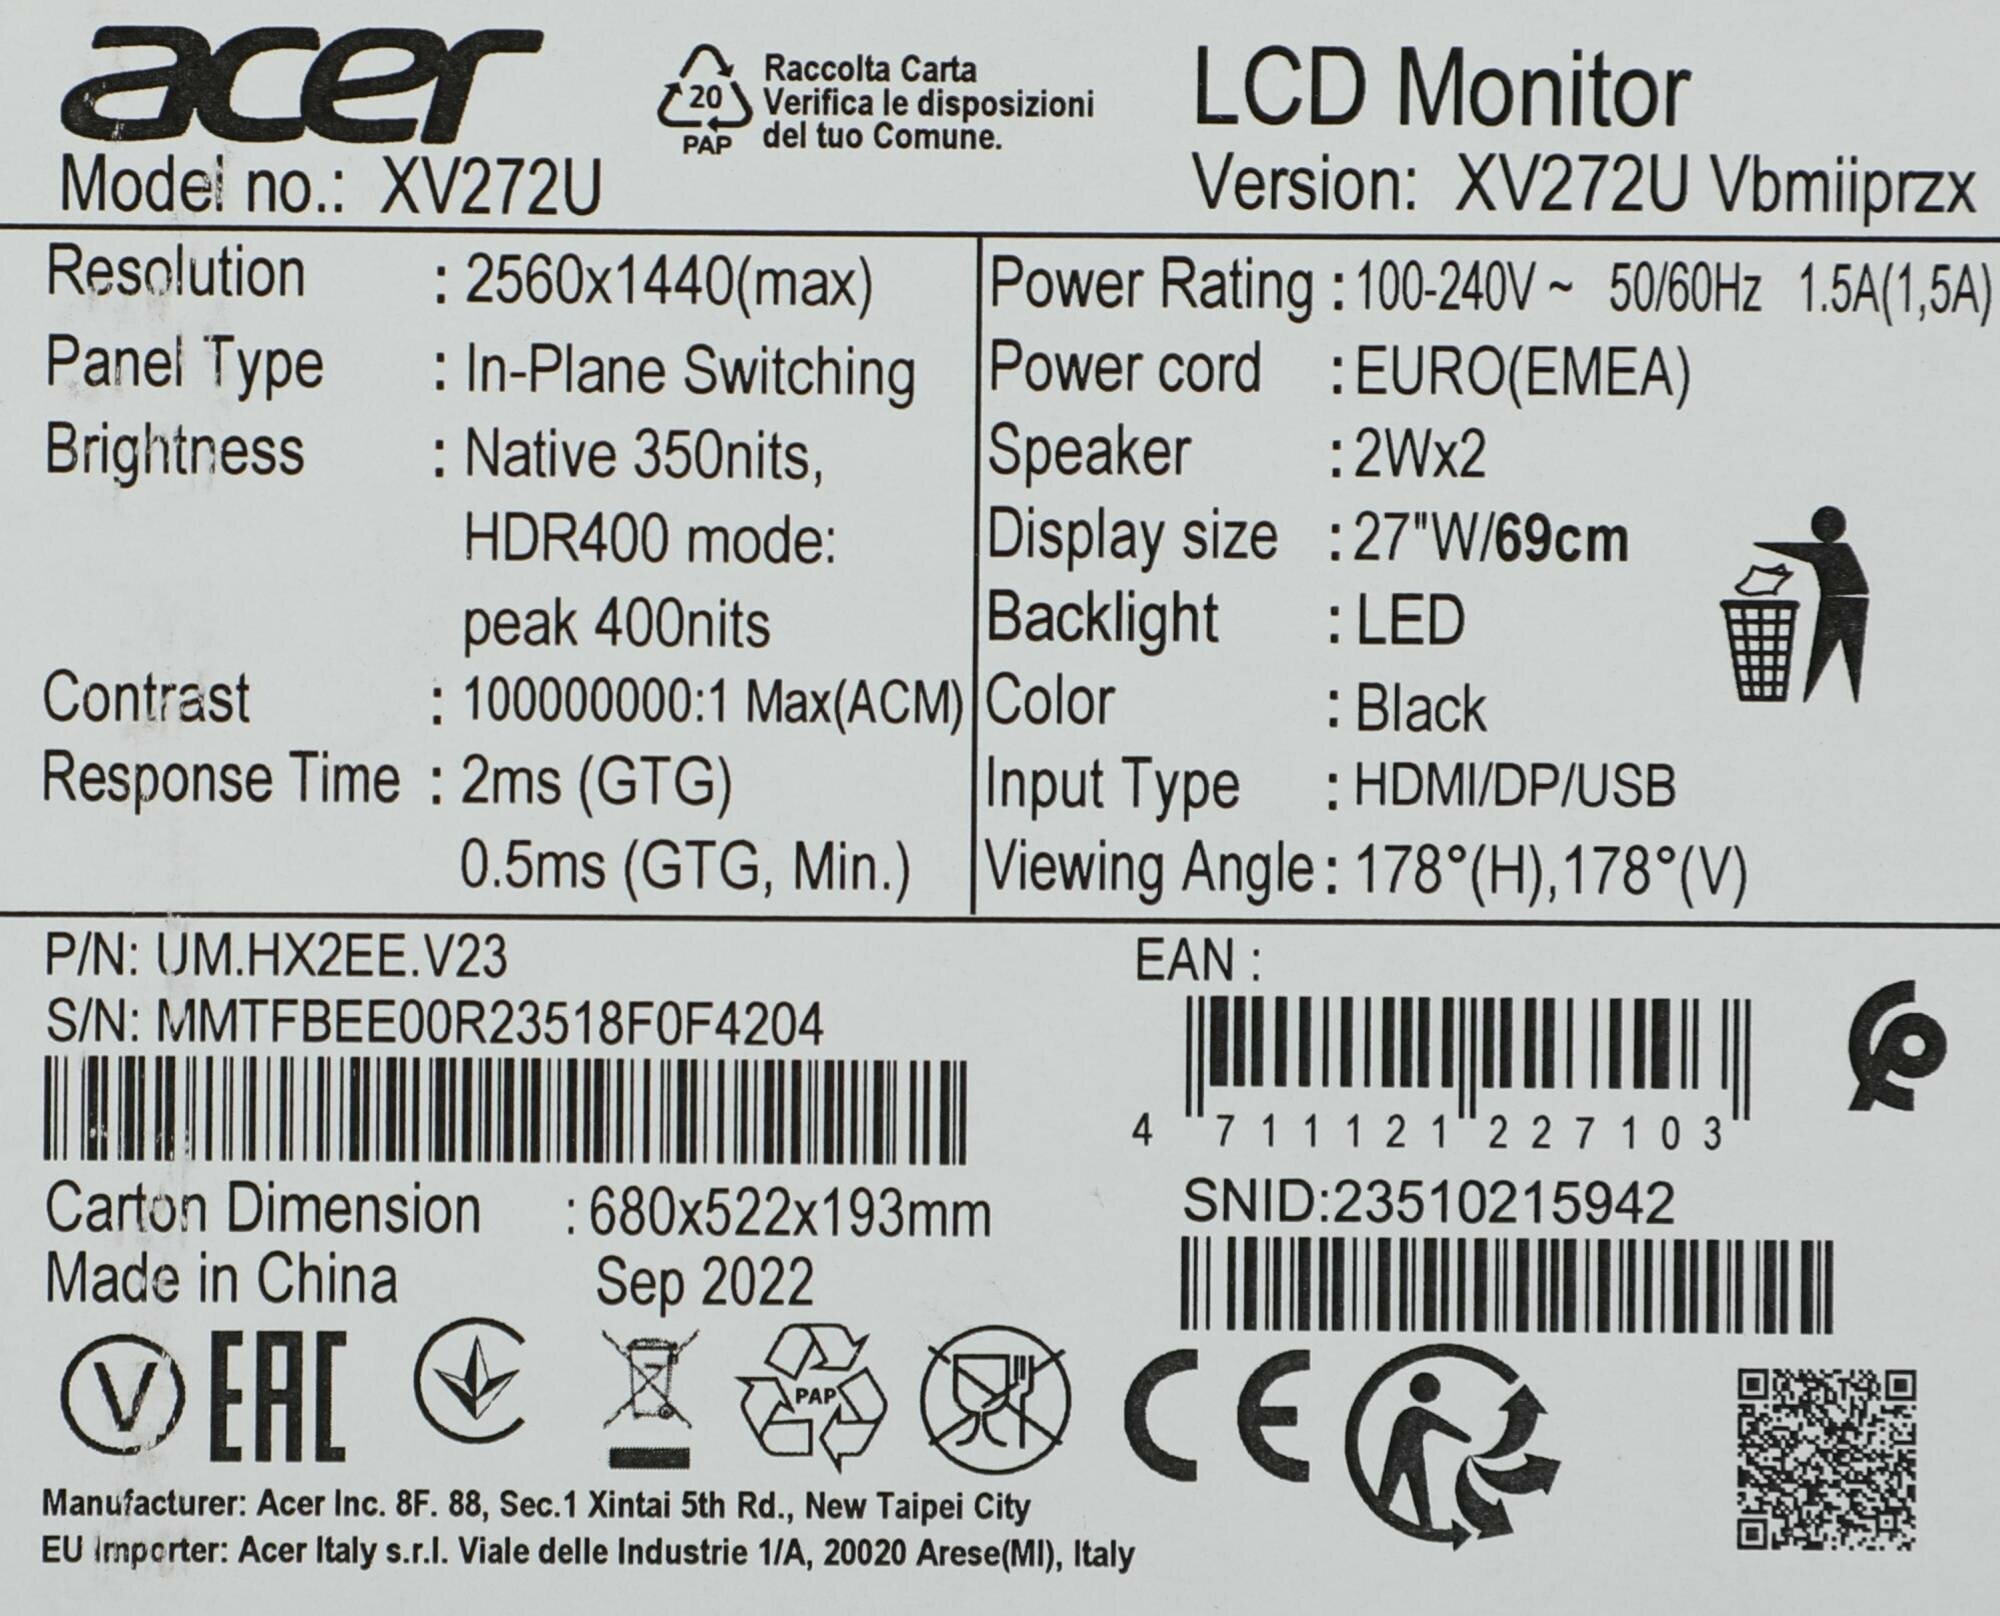 acer
20
PAP
Raccolta Carta
Verifica le disposizioni
del tuo Comune.
LCD Monitor
Model no.: XV272U
Version: XV272U Vbmiiprzx
Resolution : 2560x1440(max)
Panel Type : In-Plane Switching
Brightness : Native 350nits,
HDR400 mode:
peak 400nits
Contrast : 100000000:1 Max(ACM)
Response Time : 2ms (GTG)
0.5ms (GTG, Min.)
Power Rating : 100-240V ~ 50/60Hz 1.5A(1,5A)
Power cord : EURO(EMEA)
Speaker : 2Wx2
Display size : 27"W/69cm
Backlight : LED
Color : Black
Input Type : HDMI/DP/USB
Viewing Angle : 178°(H),178°(V)
P/N: UM.HX2EE.V23
S/N: MMTFBEE00R23518F0F4204
EAN :
4 711121 227103
SNID:23510215942
Carton Dimension : 680x522x193mm
Made in China Sep 2022
V EAC PAP CE
Manufacturer: Acer Inc. 8F. 88, Sec.1 Xintai 5th Rd., New Taipei City
EU Importer: Acer Italy s.r.l. Viale delle Industrie 1/A, 20020 Arese(MI), Italy